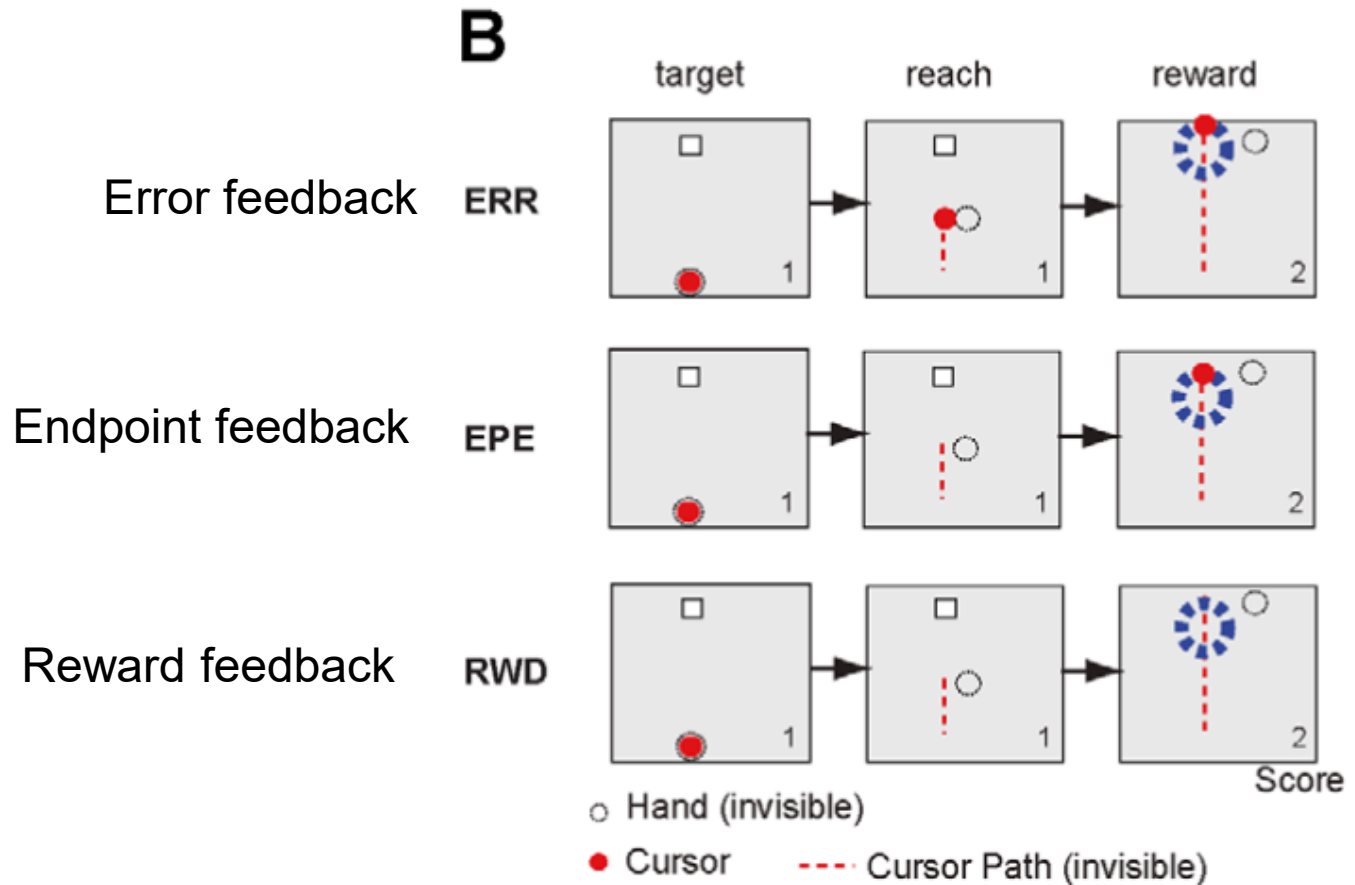 B
target reach reward
Error feedback ERR
1 1 2
Endpoint feedback EPE
1 1 2
Reward feedback RWD
1 1 2
Score
Hand (invisible)
Cursor Cursor Path (invisible)